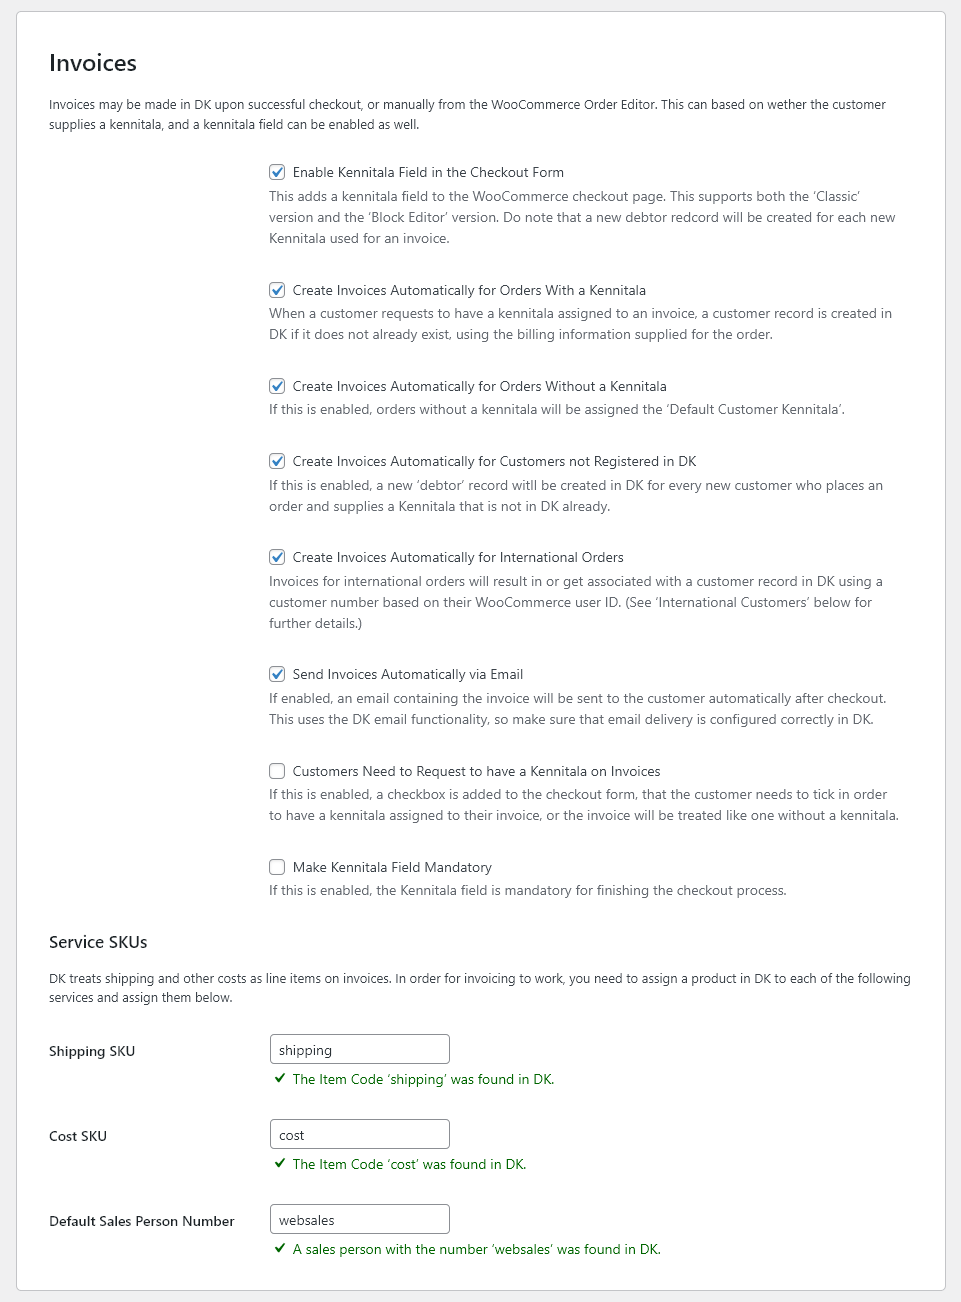 Invoices
Invoices may be made in DK upon successful checkout, or manually from the WooCommerce Order Editor. This can based on wether the customer
supplies a kennitala, and a kennitala field can be enabled as well.
Enable Kennitala Field in the Checkout Form
This adds a kennitala field to the WooCommerce checkout page. This supports both the ‘Classic’
version and the ‘Block Editor’ version. Do note that a new debtor redcord will be created for each new
Kennitala used for an invoice.
Create Invoices Automatically for Orders With a Kennitala
When a customer requests to have a kennitala assigned to an invoice, a customer record is created in
DK if it does not already exist, using the billing information supplied for the order.
Create Invoices Automatically for Orders Without a Kennitala
If this is enabled, orders without a kennitala will be assigned the ‘Default Customer Kennitala’.
Create Invoices Automatically for Customers not Registered in DK
If this is enabled, a new ‘debtor’ record witll be created in DK for every new customer who places an
order and supplies a Kennitala that is not in DK already.
Create Invoices Automatically for International Orders
Invoices for international orders will result in or get associated with a customer record in DK using a
customer number based on their WooCommerce user ID. (See ‘International Customers’ below for
further details.)
Send Invoices Automatically via Email
If enabled, an email containing the invoice will be sent to the customer automatically after checkout.
This uses the DK email functionality, so make sure that email delivery is configured correctly in DK.
Customers Need to Request to have a Kennitala on Invoices
If this is enabled, a checkbox is added to the checkout form, that the customer needs to tick in order
to have a kennitala assigned to their invoice, or the invoice will be treated like one without a kennitala.
Make Kennitala Field Mandatory
If this is enabled, the Kennitala field is mandatory for finishing the checkout process.
Service SKUs
DK treats shipping and other costs as line items on invoices. In order for invoicing to work, you need to assign a product in DK to each of the following
services and assign them below.
Shipping SKU
shipping
✔ The Item Code ‘shipping’ was found in DK.
Cost SKU
cost
✔ The Item Code ‘cost’ was found in DK.
Default Sales Person Number
websales
✔ A sales person with the number ‘websales’ was found in DK.